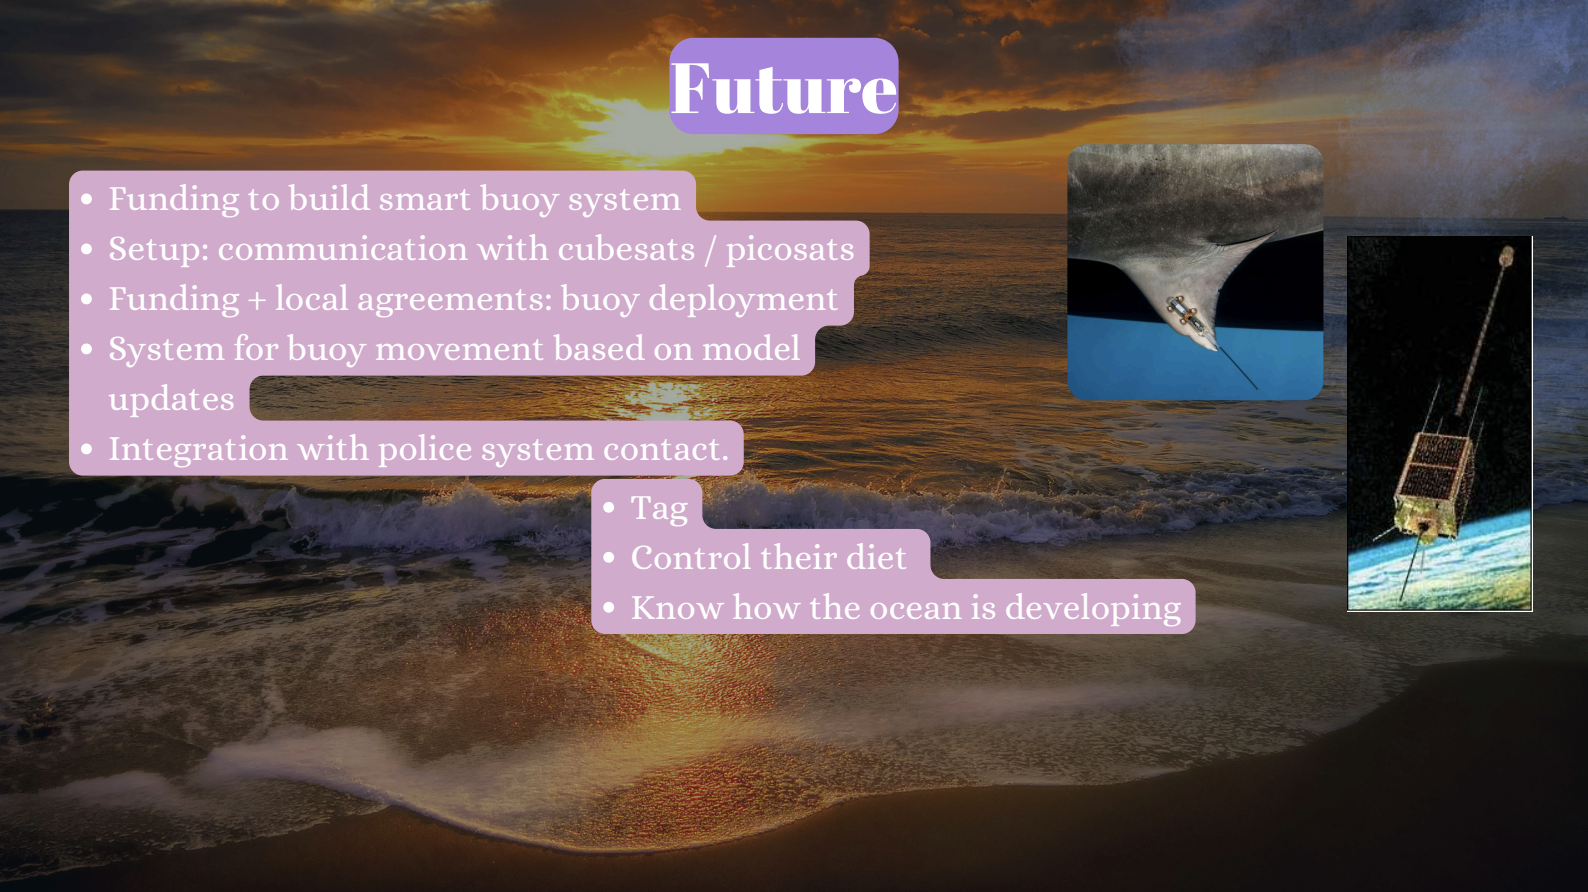 Future
• Funding to build smart buoy system
• Setup: communication with cubesats / picosats
• Funding + local agreements: buoy deployment
• System for buoy movement based on model
updates
• Integration with police system contact.
• Tag
• Control their diet
• Know how the ocean is developing